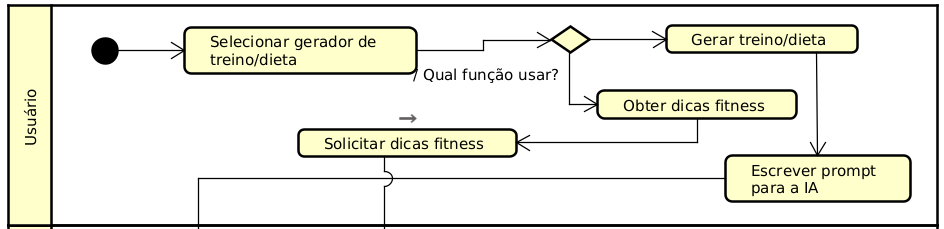 Usuário
Selecionar gerador de
treino/dieta
Qual função usar?
Gerar treino/dieta
Obter dicas fitness
Solicitar dicas fitness
Escrever prompt
para a IA